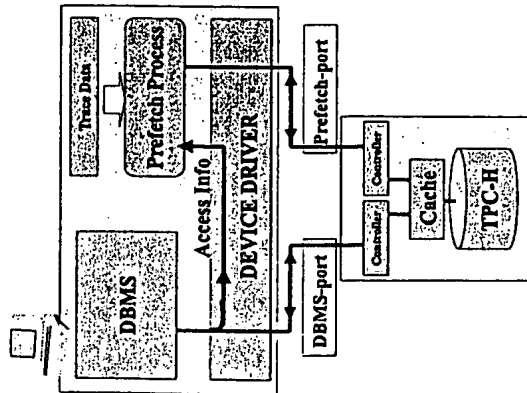 Trace Data
Prefetch Process
DBMS
Access Info
DEVICE DRIVER
DBMS-port
Prefetch-port
Controller
Controller
Cache
TPC-H